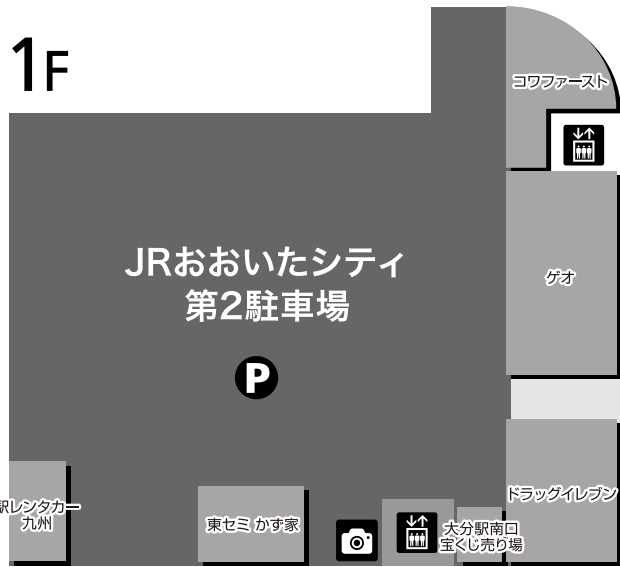 1F
コワファースト
ゲオ
JRおおいたシティ
第2駐車場
P
駅レンタカー
九州
東セミ かず家
大分駅南口
宝くじ売り場
ドラッグイレブン